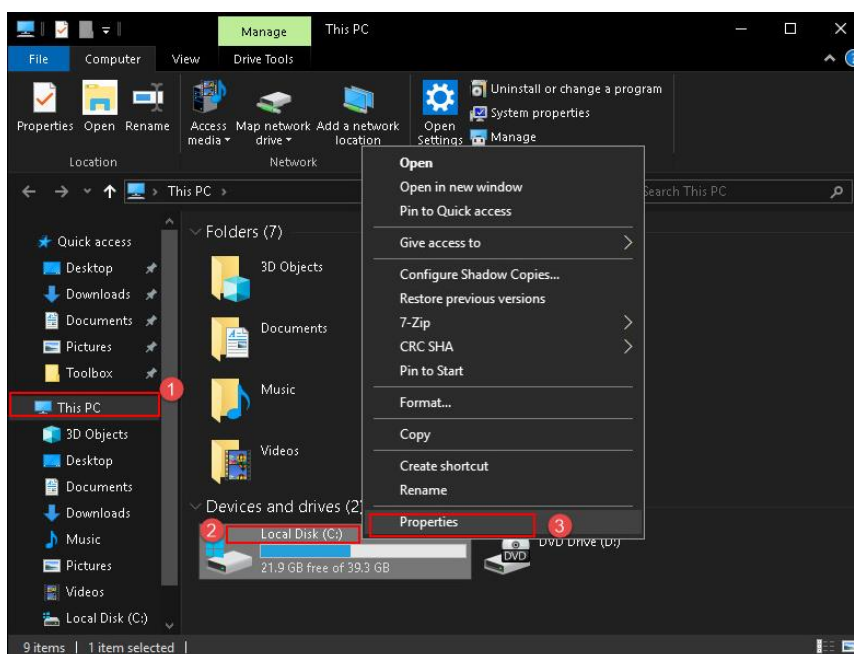 Manage
This PC
File
Computer
View
Drive Tools
Properties
Open
Rename
Access media
Map network drive
Add a network location
Open Settings
Uninstall or change a program
System properties
Manage
Location
Network
This PC
Search This PC
Quick access
Desktop
Downloads
Documents
Pictures
Toolbox
1
This PC
3D Objects
Desktop
Documents
Downloads
Music
Pictures
Videos
Local Disk (C:)
Folders (7)
3D Objects
Documents
Music
Videos
Devices and drives (2)
2
Local Disk (C:)
21.9 GB free of 39.3 GB
DVD
DVD Drive (D:)
Open
Open in new window
Pin to Quick access
Give access to
Configure Shadow Copies...
Restore previous versions
7-Zip
CRC SHA
Pin to Start
Format...
Copy
Create shortcut
Rename
Properties
3
9 items
1 item selected